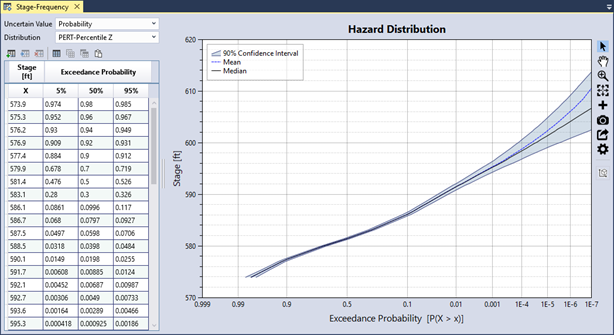 Stage-Frequency ×
Uncertain Value Probability
Distribution PERT-Percentile Z
Stage [ft] Exceedance Probability
X 5% 50% 95%
573.9 0.974 0.98 0.985
575.3 0.952 0.96 0.967
576.2 0.93 0.94 0.949
576.9 0.909 0.92 0.931
577.4 0.884 0.9 0.912
579.9 0.678 0.7 0.719
581.4 0.476 0.5 0.526
583.1 0.28 0.3 0.326
586.1 0.0861 0.0996 0.117
586.7 0.068 0.0797 0.0927
587.5 0.0497 0.0598 0.0706
588.5 0.0318 0.0398 0.0484
590.1 0.0149 0.0198 0.0255
591.7 0.00608 0.00885 0.0124
592.1 0.00452 0.00687 0.00987
592.7 0.00306 0.0049 0.00733
593.6 0.00164 0.00289 0.00466
595.3 0.000418 0.000925 0.00186
Hazard Distribution
90% Confidence Interval
Mean
Median
Stage [ft]
620
610
600
590
580
570
0.999 0.99 0.9 0.5 0.1 0.01 0.001 1E-4 1E-5 1E-6 1E-7
Exceedance Probability [P(X > x)]